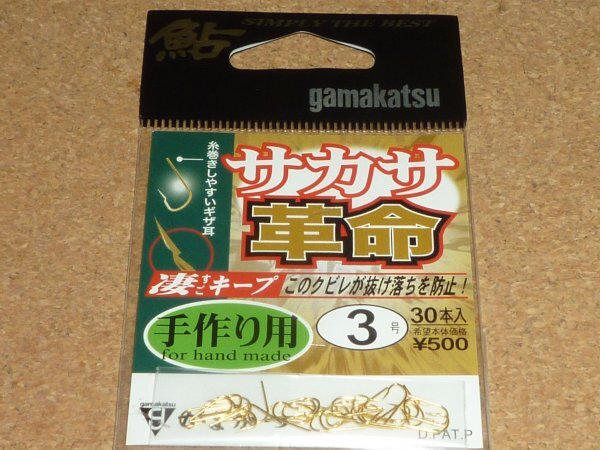 SIMPLY THE BEST
鮎
gamakatsu
糸巻きしやすいギザ耳
サカサ
革命
凄すごキープ このクビレが抜け落ちを防止!
手作り用
for hand made
3号
30本入
希望本体価格
¥500
gamakatsu
D.PAT.P